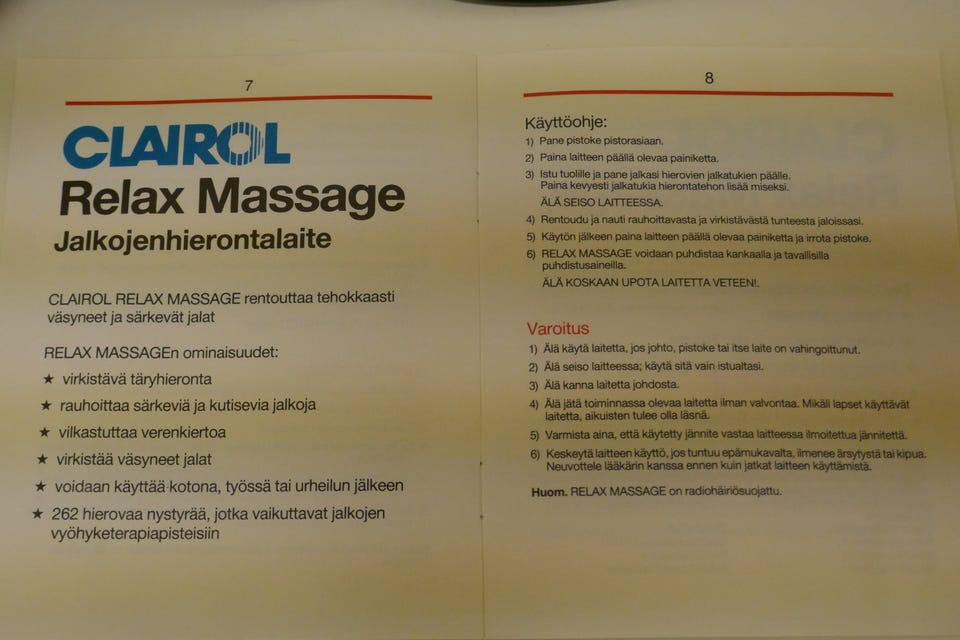 7
CLAIROL
Relax Massage
Jalkojenhierontalaite
CLAIROL RELAX MASSAGE rentouttaa tehokkaasti
väsyneet ja särkevät jalat
RELAX MASSAGEn ominaisuudet:
★ virkistävä täryhieronta
★ rauhoittaa särkeviä ja kutisevia jalkoja
★ vilkastuttaa verenkiertoa
★ virkistää väsyneet jalat
★ voidaan käyttää kotona, työssä tai urheilun jälkeen
★ 262 hierovaa nystyrää, jotka vaikuttavat jalkojen
vyöhyketerapiapisteisiin
8
Käyttöohje:
1) Pane pistoke pistorasiaan.
2) Paina laitteen päällä olevaa painiketta.
3) Istu tuolille ja pane jalkasi hierovien jalkatukien päälle.
Paina kevyesti jalkatukia hierontatehon lisää miseksi.
ÄLÄ SEISO LAITTEESSA.
4) Rentoudu ja nauti rauhoittavasta ja virkistävästä tunteesta jaloissasi.
5) Käytön jälkeen paina laitteen päällä olevaa painiketta ja irrota pistoke.
6) RELAX MASSAGE voidaan puhdistaa kankaalla ja tavallisilla
puhdistusaineilla.
ÄLÄ KOSKAAN UPOTA LAITETTA VETEEN!.
Varoitus
1) Älä käytä laitetta, jos johto, pistoke tai itse laite on vahingoittunut.
2) Älä seiso laitteessa; käytä sitä vain istualtasi.
3) Älä kanna laitetta johdosta.
4) Älä jätä toiminnassa olevaa laitetta ilman valvontaa. Mikäli lapset käyttävät
laitetta, aikuisten tulee olla läsnä.
5) Varmista aina, että käytetty jännite vastaa laitteessa ilmoitettua jännitettä.
6) Keskeytä laitteen käyttö, jos tuntuu epämukavalta, ilmenee ärsytystä tai kipua.
Neuvottele lääkärin kanssa ennen kuin jatkat laitteen käyttämistä.
Huom. RELAX MASSAGE on radiohäiriösuojattu.